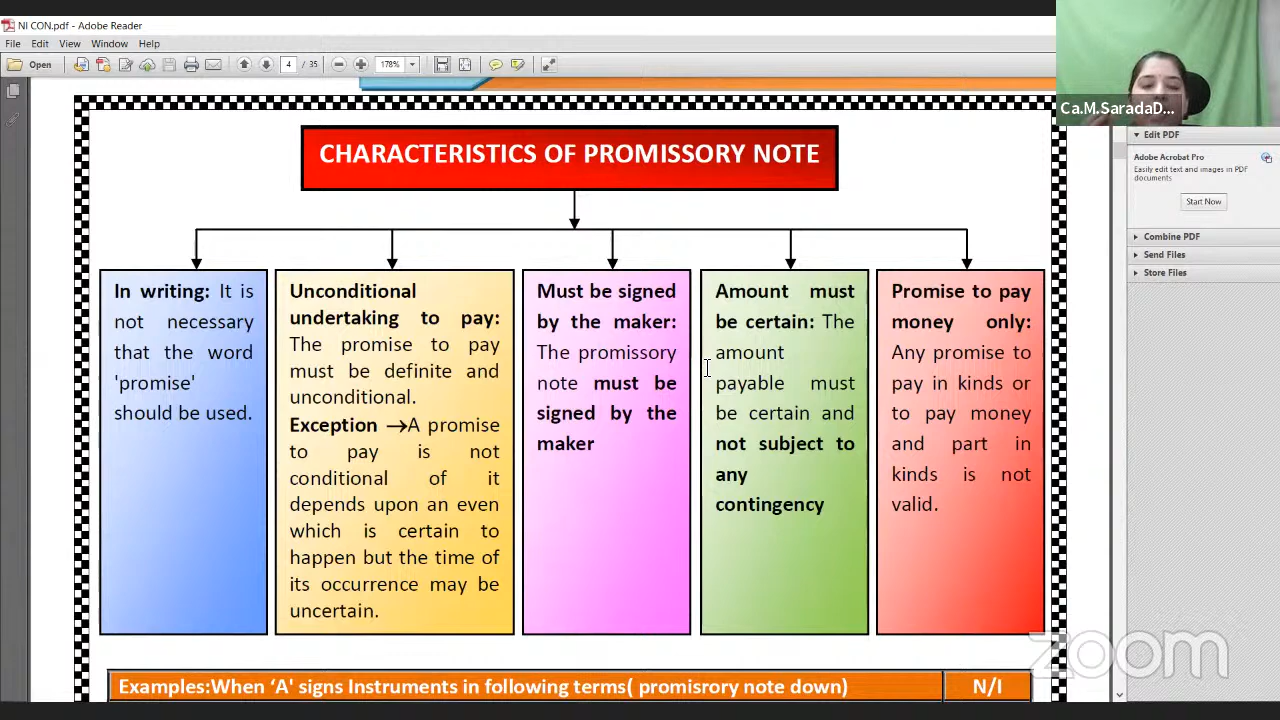 NI CON.pdf - Adobe Reader
File Edit View Window Help
Open 4 / 35 178%
Ca.M.SaradaD...
CHARACTERISTICS OF PROMISSORY NOTE
In writing: It is
not necessary
that the word
'promise'
should be used.
Unconditional
undertaking to pay:
The promise to pay
must be definite and
unconditional.
Exception →A promise
to pay is not
conditional of it
depends upon an even
which is certain to
happen but the time of
its occurrence may be
uncertain.
Must be signed
by the maker:
The promissory
note must be
signed by the
maker
Amount must
be certain: The
amount
payable must
be certain and
not subject to
any
contingency
Promise to pay
money only:
Any promise to
pay in kinds or
to pay money
and part in
kinds is not
valid.
Examples:When ‘A' signs Instruments in following terms( promisrory note down) N/I
Edit PDF
Adobe Acrobat Pro
Easily edit text and images in PDF
documents
Start Now
Combine PDF
Send Files
Store Files
zoom